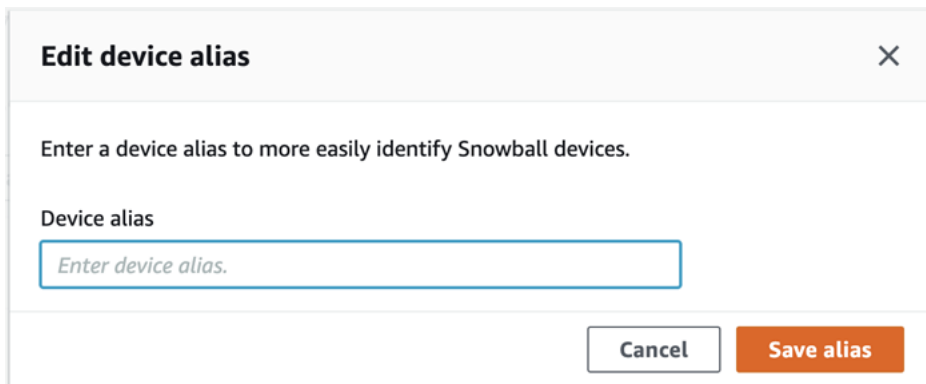 Edit device alias
Enter a device alias to more easily identify Snowball devices.
Device alias
Enter device alias.
Cancel
Save alias